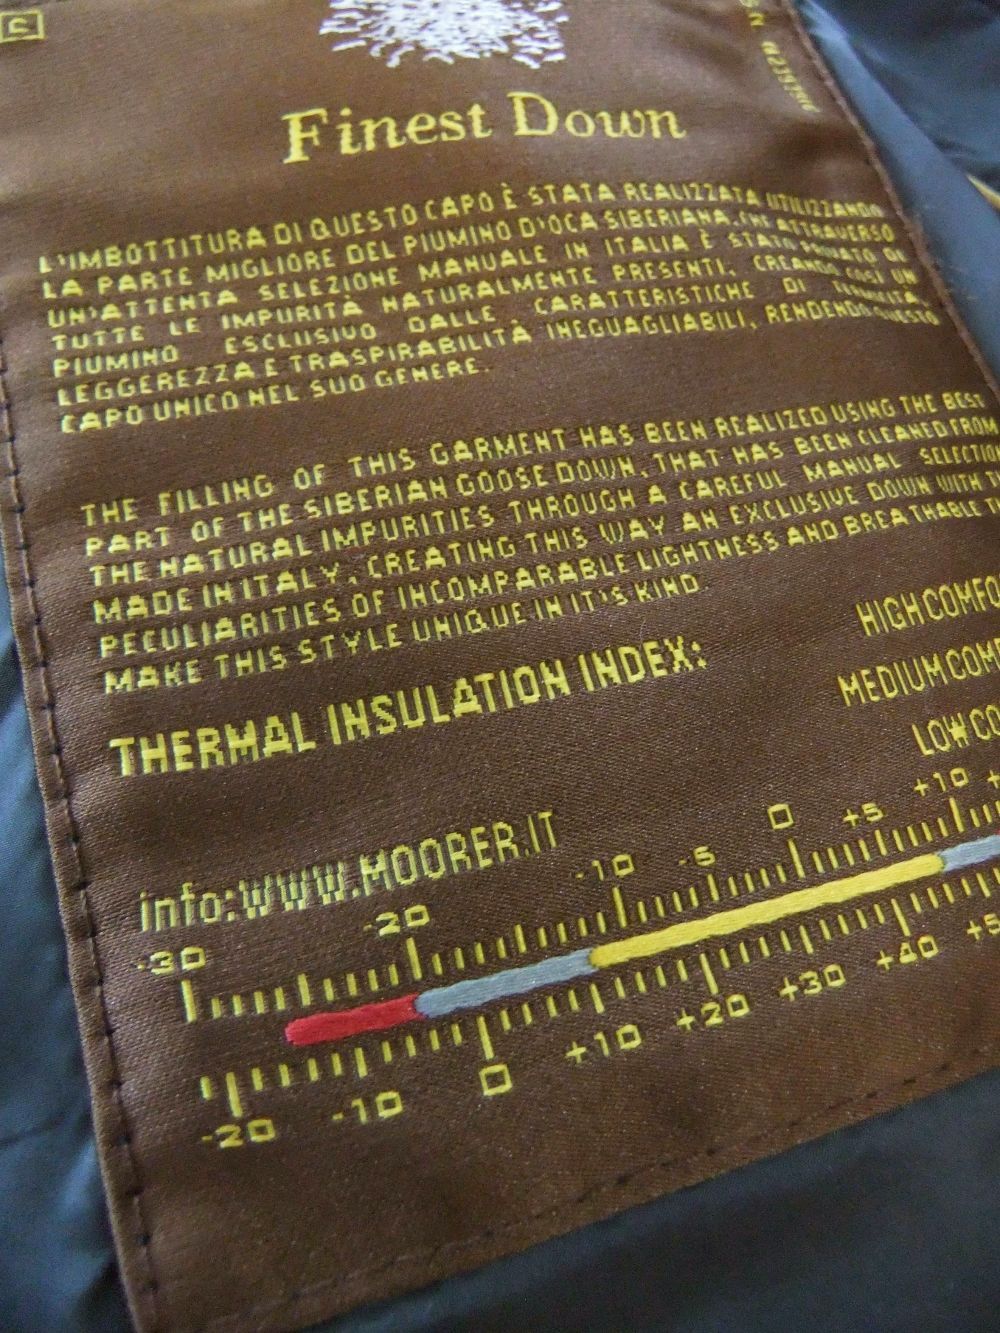 Finest Down
L'IMBOTTITURA DI QUESTO CAPO È STATA REALIZZATA UTILIZZANDO
LA PARTE MIGLIORE DEL PIUMINO D'OCA SIBERIANA, CHE ATTRAVERSO
UN'ATTENTA SELEZIONE MANUALE IN ITALIA È STATO PRIVATO DI
TUTTE LE IMPURITÀ NATURALMENTE PRESENTI, CREANDO COSÌ UN
PIUMINO ESCLUSIVO DALLE CARATTERISTICHE DI
LEGGEREZZA E TRASPIRABILITÀ INEGUAGLIABILI, RENDENDO QUESTO
CAPO UNICO NEL SUO GENERE.
THE FILLING OF THIS GARMENT HAS BEEN REALIZED USING THE BEST
PART OF THE SIBERIAN GOOSE DOWN, THAT HAS BEEN CLEANED FROM
THE NATURAL IMPURITIES THROUGH A CAREFUL MANUAL SELECTION
MADE IN ITALY, CREATING THIS WAY AN EXCLUSIVE DOWN WITH
PECULIARITIES OF INCOMPARABLE LIGHTNESS AND BREATHABLE
MAKE THIS STYLE UNIQUE IN IT'S KIND.
HIGH COMFO
THERMAL INSULATION INDEX:
MEDIUM COM
LOW CO
info:WWW.MOORER.IT
-30 -20 -10 -5 0 +5 +10
-20 -10 0 +10 +20 +30 +40 +5